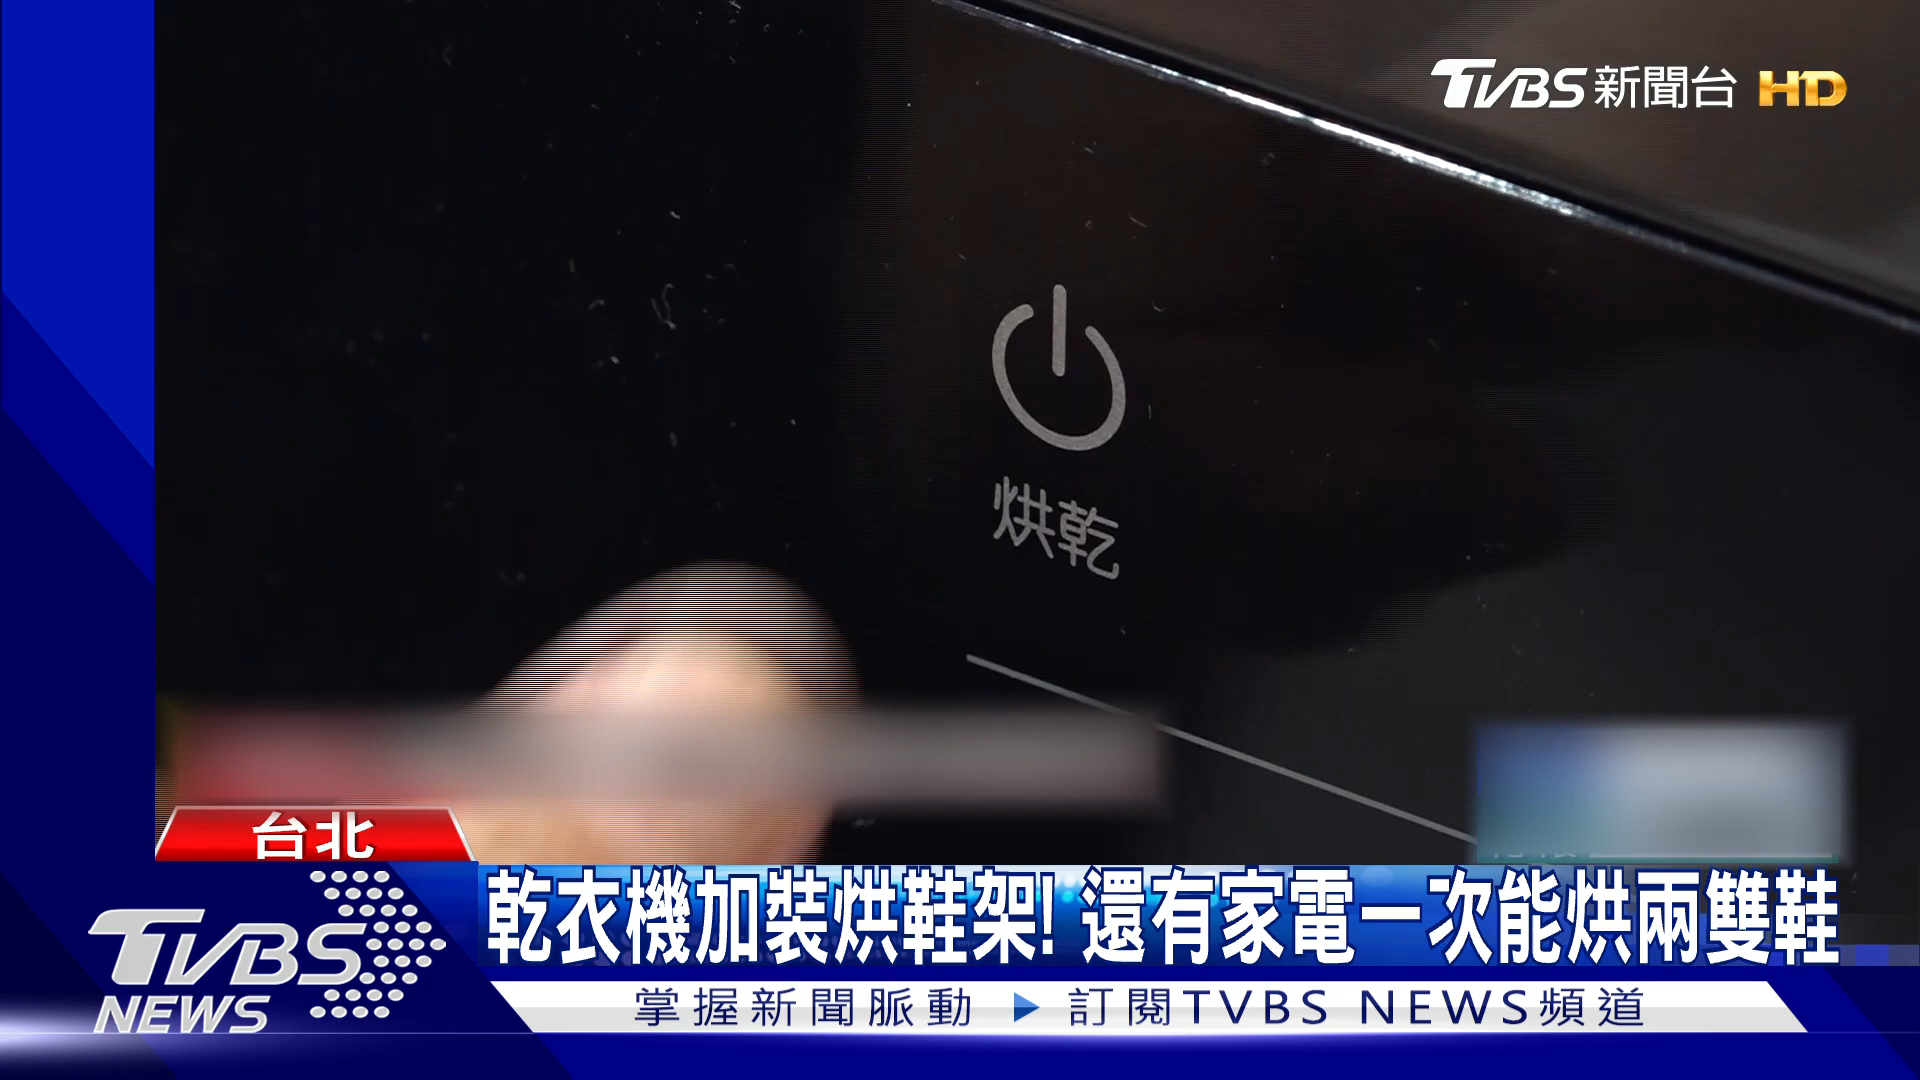 TVBS新聞台 HD
烘乾
台北
乾衣機加裝烘鞋架! 還有家電一次能烘兩雙鞋
TVBS NEWS
掌握新聞脈動 ▶ 訂閱TVBS NEWS頻道